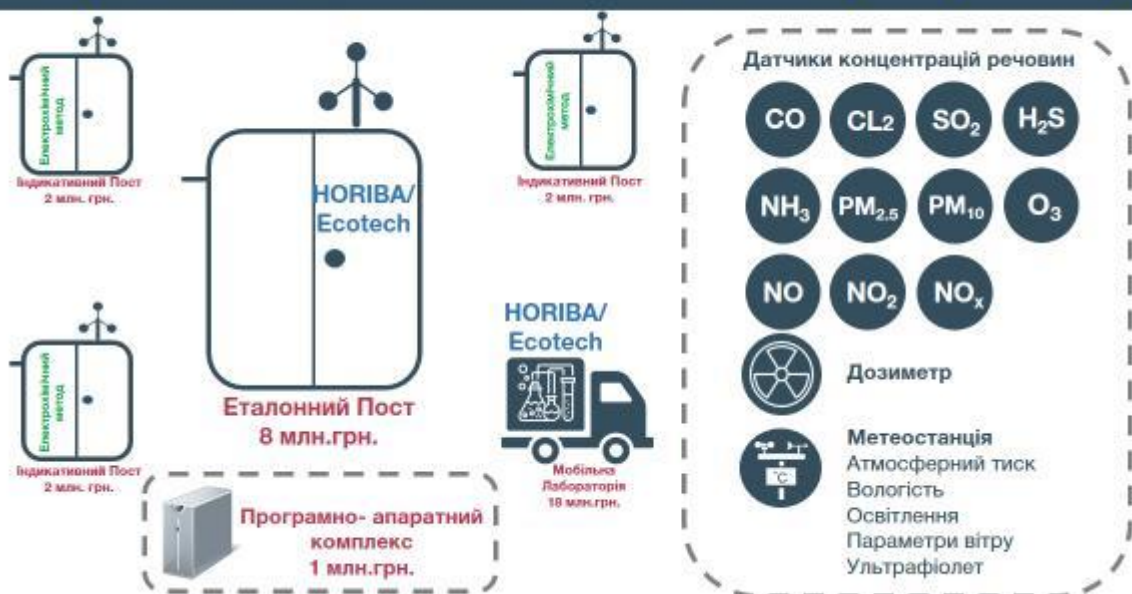 Електрохімічний
метод
Індикативний Пост
2 млн. грн.
HORIBA/
Ecotech
Еталонний Пост
8 млн.грн.
Електрохімічний
метод
Індикативний Пост
2 млн. грн.
Електрохімічний
метод
Індикативний Пост
2 млн. грн.
HORIBA/
Ecotech
Мобільна
Лабораторія
18 млн.грн.
Програмно- апаратний
комплекс
1 млн.грн.
Датчики концентрацій речовин
CO CL2 SO₂ H₂S
NH₃ PM₂.₅ PM₁₀ O₃
NO NO₂ NOₓ
Дозиметр
°C
Метеостанція
Атмосферний тиск
Вологість
Освітлення
Параметри вітру
Ультрафіолет